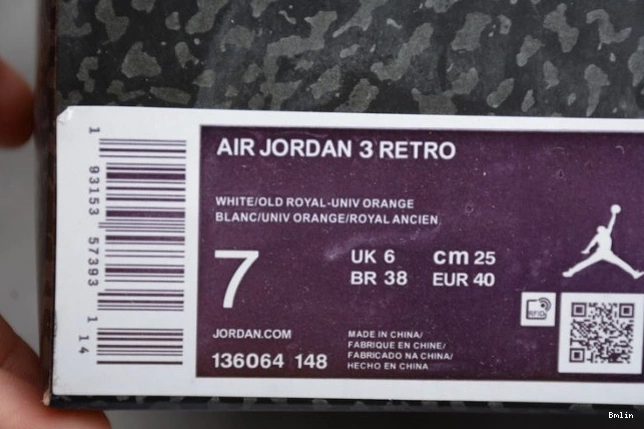 AIR JORDAN 3 RETRO
WHITE/OLD ROYAL-UNIV ORANGE
BLANC/UNIV ORANGE/ROYAL ANCIEN
7
UK 6 cm 25
BR 38 EUR 40
RFID
JORDAN.COM
136064 148
MADE IN CHINA/
FABRIQUE EN CHINE/
FABRICADO NA CHINA/
HECHO EN CHINA
1 93153 57393 1 14
Bmlin